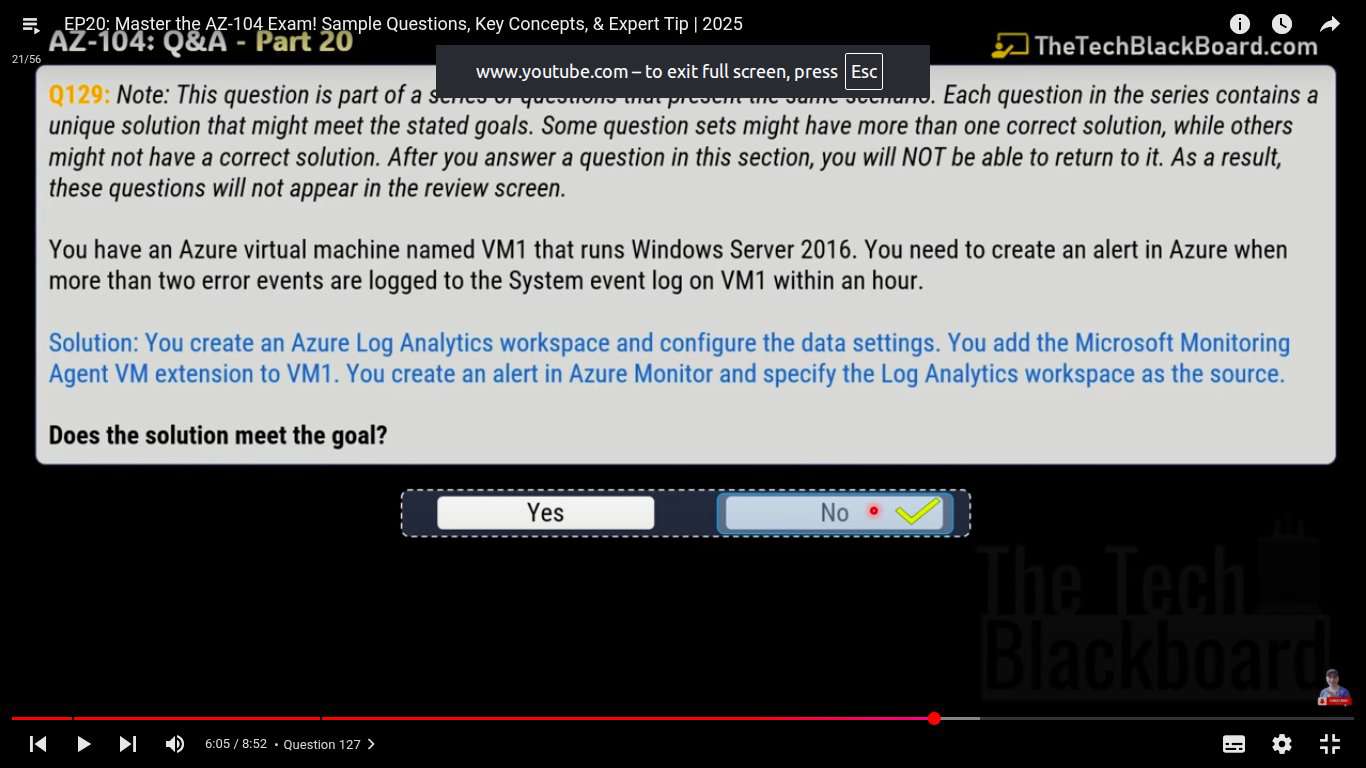 EP20: Master the AZ-104 Exam! Sample Questions, Key Concepts, & Expert Tip | 2025
AZ-104: Q&A - Part 20
TheTechBlackBoard.com
21/56
www.youtube.com – to exit full screen, press Esc
Q129: Note: This question is part of a series of questions that present the same scenario. Each question in the series contains a
unique solution that might meet the stated goals. Some question sets might have more than one correct solution, while others
might not have a correct solution. After you answer a question in this section, you will NOT be able to return to it. As a result,
these questions will not appear in the review screen.
You have an Azure virtual machine named VM1 that runs Windows Server 2016. You need to create an alert in Azure when
more than two error events are logged to the System event log on VM1 within an hour.
Solution: You create an Azure Log Analytics workspace and configure the data settings. You add the Microsoft Monitoring
Agent VM extension to VM1. You create an alert in Azure Monitor and specify the Log Analytics workspace as the source.
Does the solution meet the goal?
Yes
No
The Tech
Blackboard
6:05 / 8:52 • Question 127